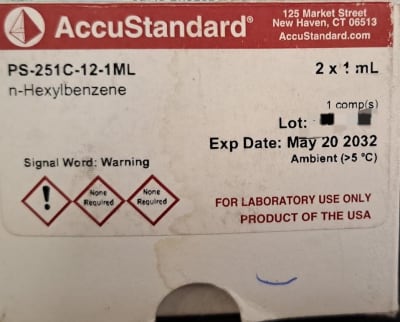 AccuStandard®
125 Market Street
New Haven, CT 06513
AccuStandard.com
PS-251C-12-1ML
2 x 1 mL
n-Hexylbenzene
1 comp(s)
Lot:
Exp Date: May 20 2032
Ambient (>5 °C)
Signal Word: Warning
!
None Required
None Required
FOR LABORATORY USE ONLY
PRODUCT OF THE USA